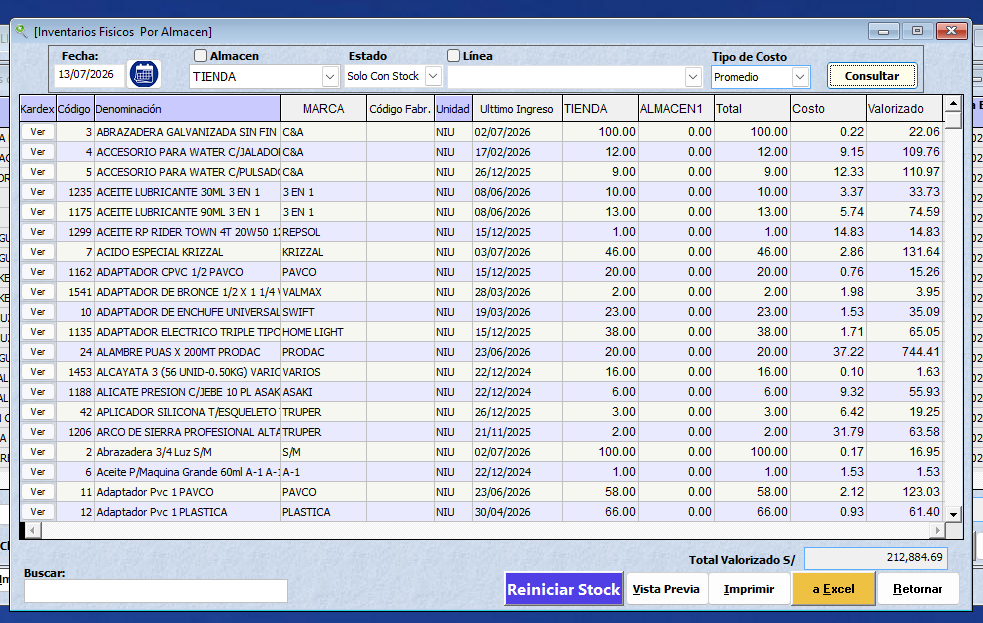 [Inventarios Fisicos Por Almacen]
Fecha: Almacen Estado Línea Tipo de Costo
13/07/2026 TIENDA Solo Con Stock Promedio Consultar
Kardex Código Denominación MARCA Código Fabr. Unidad Ultimo Ingreso TIENDA ALMACEN1 Total Costo Valorizado
Ver 3 ABRAZADERA GALVANIZADA SIN FIN C&A NIU 02/07/2026 100.00 0.00 100.00 0.22 22.06
Ver 4 ACCESORIO PARA WATER C/JALADO C&A NIU 17/02/2026 12.00 0.00 12.00 9.15 109.76
Ver 5 ACCESORIO PARA WATER C/PULSADO C&A NIU 26/12/2025 9.00 0.00 9.00 12.33 110.97
Ver 1235 ACEITE LUBRICANTE 30ML 3 EN 1 3 EN 1 NIU 08/06/2026 10.00 0.00 10.00 3.37 33.73
Ver 1175 ACEITE LUBRICANTE 90ML 3 EN 1 3 EN 1 NIU 08/06/2026 13.00 0.00 13.00 5.74 74.59
Ver 1299 ACEITE RP RIDER TOWN 4T 20W50 1 REPSOL NIU 15/12/2025 1.00 0.00 1.00 14.83 14.83
Ver 7 ACIDO ESPECIAL KRIZZAL KRIZZAL NIU 03/07/2026 46.00 0.00 46.00 2.86 131.64
Ver 1162 ADAPTADOR CPVC 1/2 PAVCO PAVCO NIU 15/12/2025 20.00 0.00 20.00 0.76 15.26
Ver 1541 ADAPTADOR DE BRONCE 1/2 X 1 1/4 VALMAX NIU 28/03/2026 2.00 0.00 2.00 1.98 3.95
Ver 10 ADAPTADOR DE ENCHUFE UNIVERSAL SWIFT NIU 19/03/2026 23.00 0.00 23.00 1.53 35.09
Ver 1135 ADAPTADOR ELECTRICO TRIPLE TIPO HOME LIGHT NIU 15/12/2025 38.00 0.00 38.00 1.71 65.05
Ver 24 ALAMBRE PUAS X 200MT PRODAC PRODAC NIU 23/06/2026 20.00 0.00 20.00 37.22 744.41
Ver 1453 ALCAYATA 3 (56 UNID-0.50KG) VARIO VARIOS NIU 22/12/2024 16.00 0.00 16.00 0.10 1.63
Ver 1188 ALICATE PRESION C/JEBE 10 PL ASAK ASAKI NIU 22/12/2024 6.00 0.00 6.00 9.32 55.93
Ver 42 APLICADOR SILICONA T/ESQUELETO TRUPER NIU 26/12/2025 3.00 0.00 3.00 6.42 19.25
Ver 1206 ARCO DE SIERRA PROFESIONAL ALTA TRUPER NIU 21/11/2025 2.00 0.00 2.00 31.79 63.58
Ver 2 Abrazadera 3/4 Luz S/M S/M NIU 02/07/2026 100.00 0.00 100.00 0.17 16.95
Ver 6 Aceite P/Maquina Grande 60ml A-1 A-1 NIU 22/12/2024 1.00 0.00 1.00 1.53 1.53
Ver 11 Adaptador Pvc 1 PAVCO PAVCO NIU 23/06/2026 58.00 0.00 58.00 2.12 123.03
Ver 12 Adaptador Pvc 1 PLASTICA PLASTICA NIU 30/04/2026 66.00 0.00 66.00 0.93 61.40
Total Valorizado S/ 212,884.69
Buscar:
Reiniciar Stock Vista Previa Imprimir a Excel Retornar